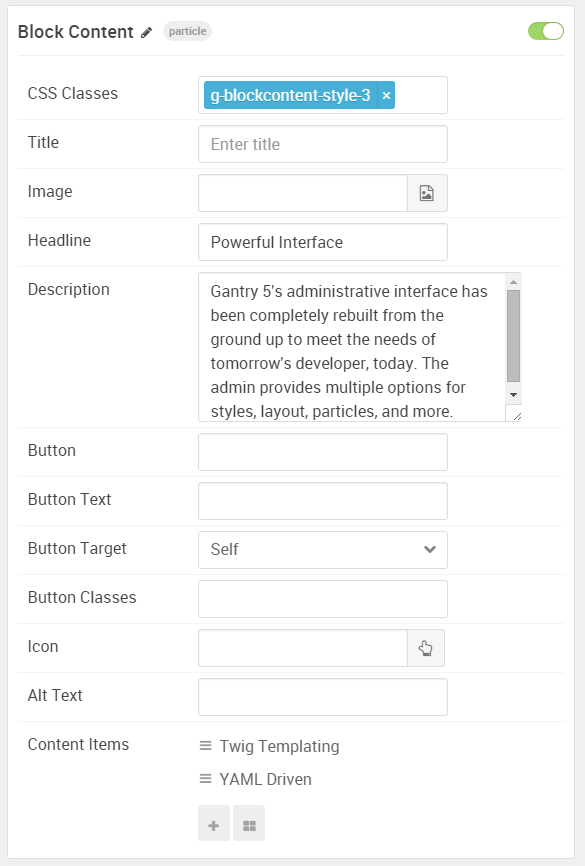 Block Content particle
CSS Classes g-blockcontent-style-3 ×
Title Enter title
Image
Headline Powerful Interface
Description Gantry 5's administrative interface has
been completely rebuilt from the
ground up to meet the needs of
tomorrow's developer, today. The
admin provides multiple options for
styles, layout, particles, and more.
Button
Button Text
Button Target Self
Button Classes
Icon
Alt Text
Content Items Twig Templating
YAML Driven